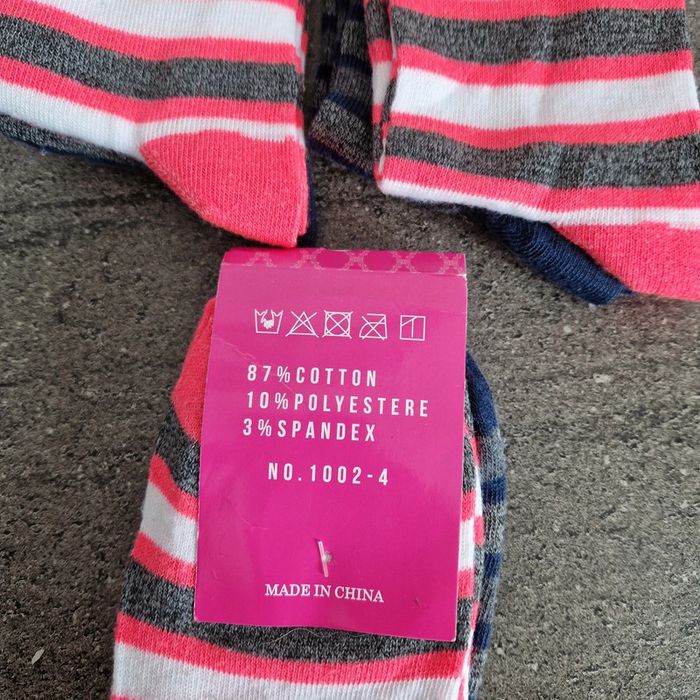 87%COTTON
10%POLYESTERE
3%SPANDEX
NO.1002-4
MADE IN CHINA